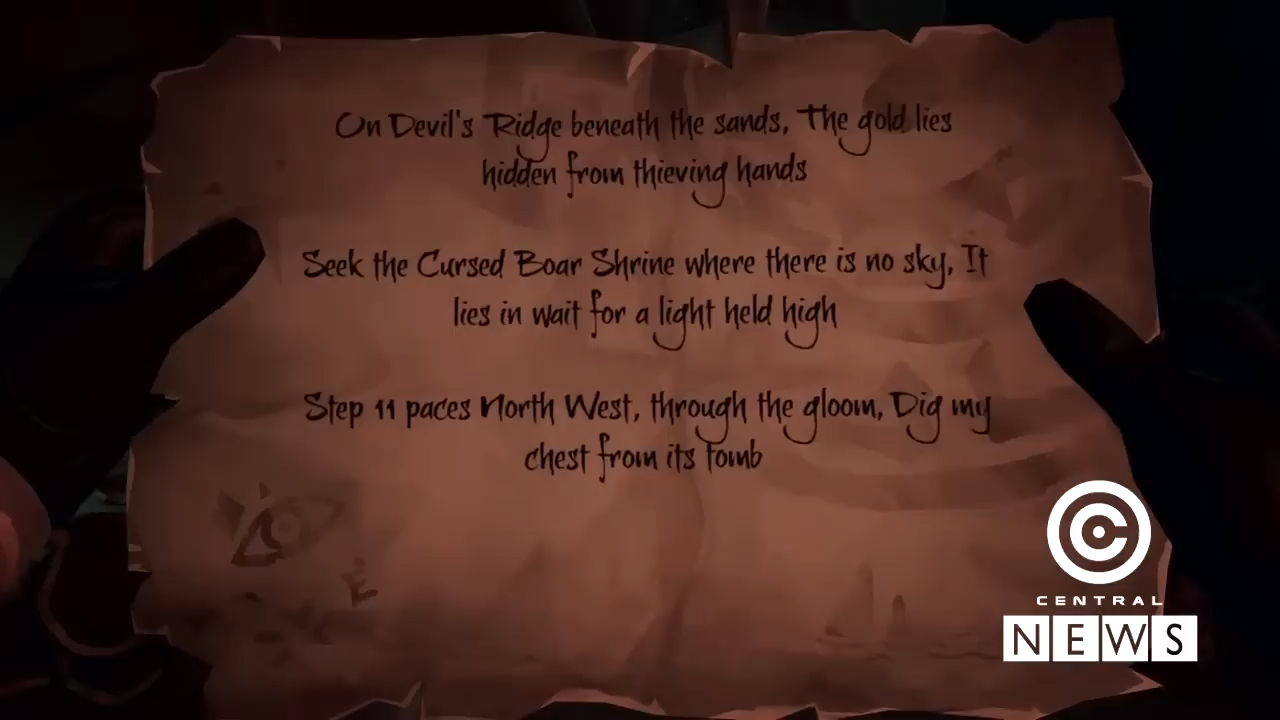 On Devil's Ridge beneath the sands, The gold lies
hidden from thieving hands
Seek the Cursed Boar Shrine where there is no sky, It
lies in wait for a light held high
Step 11 paces North West, through the gloom, Dig my
chest from its tomb
CENTRAL
NEWS